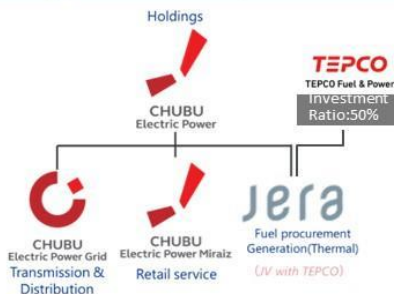 Holdings
CHUBU
Electric Power
TEPCO
TEPCO Fuel & Power
Investment
Ratio:50%
CHUBU
Electric Power Grid
Transmission &
Distribution
CHUBU
Electric Power Miraiz
Retail service
Jera
Fuel procurement
Generation(Thermal)
(JV with TEPCO)